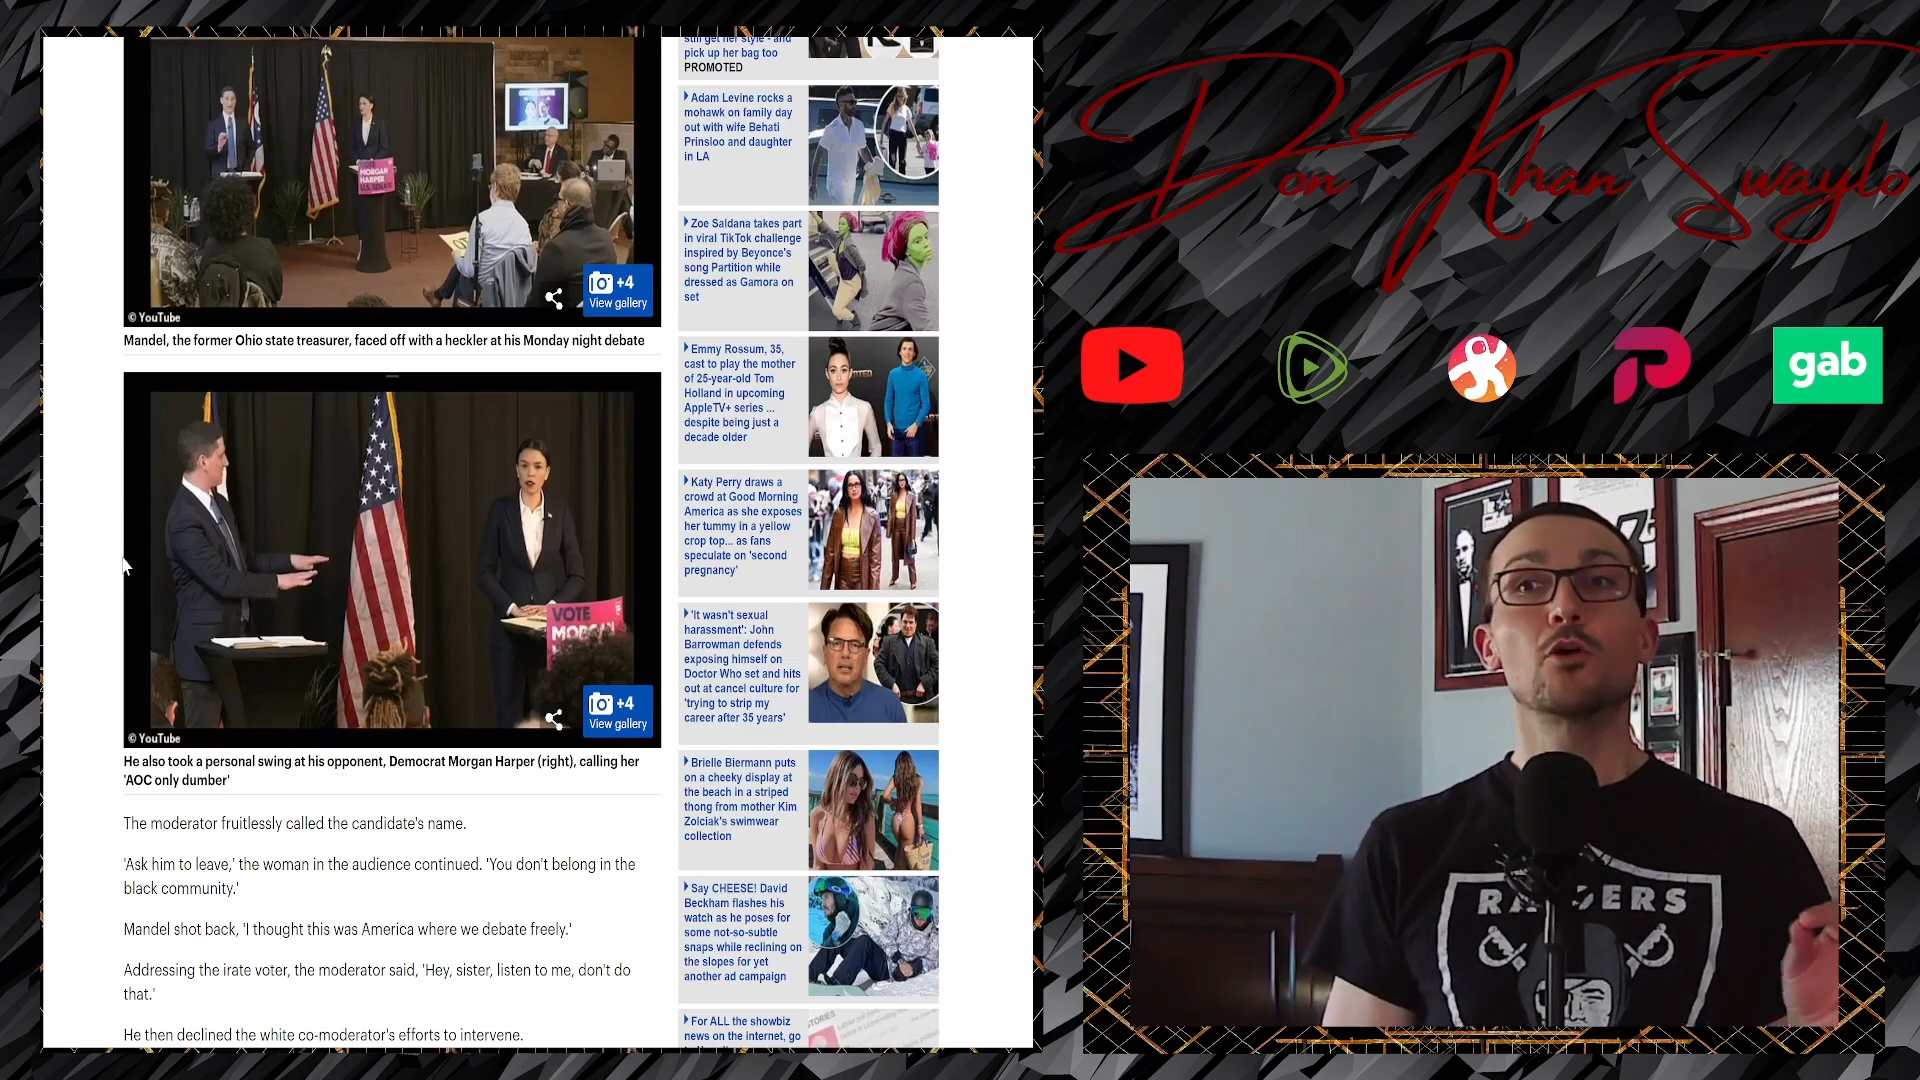 still get her style - and
pick up her bag too
PROMOTED
Adam Levine rocks a
mohawk on family day
out with wife Behati
Prinsloo and daughter
in LA
Zoe Saldana takes part
in viral TikTok challenge
inspired by Beyonce's
song Partition while
dressed as Gamora on
set
Emmy Rossum, 35,
cast to play the mother
of 25-year-old Tom
Holland in upcoming
AppleTV+ series ...
despite being just a
decade older
Katy Perry draws a
crowd at Good Morning
America as she exposes
her tummy in a yellow
crop top... as fans
speculate on 'second
pregnancy'
'It wasn't sexual
harassment': John
Barrowman defends
exposing himself on
Doctor Who set and hits
out at cancel culture for
'trying to strip my
career after 35 years'
Brielle Biermann puts
on a cheeky display at
the beach in a striped
thong from mother Kim
Zolciak's swimwear
collection
Say CHEESE! David
Beckham flashes his
watch as he poses for
some not-so-subtle
snaps while reclining on
the slopes for yet
another ad campaign
For ALL the showbiz
news on the internet, go
VOTE
MORGAN
HARPER
U.S. SENATE
+4
View gallery
© YouTube
Mandel, the former Ohio state treasurer, faced off with a heckler at his Monday night debate
VOTE
MORGAN
+4
View gallery
© YouTube
He also took a personal swing at his opponent, Democrat Morgan Harper (right), calling her
'AOC only dumber'
The moderator fruitlessly called the candidate's name.
'Ask him to leave,' the woman in the audience continued. 'You don't belong in the
black community.'
Mandel shot back, 'I thought this was America where we debate freely.'
Addressing the irate voter, the moderator said, 'Hey, sister, listen to me, don't do
that.'
He then declined the white co-moderator's efforts to intervene.
Don Khan Swaylo
gab
RAIDERS